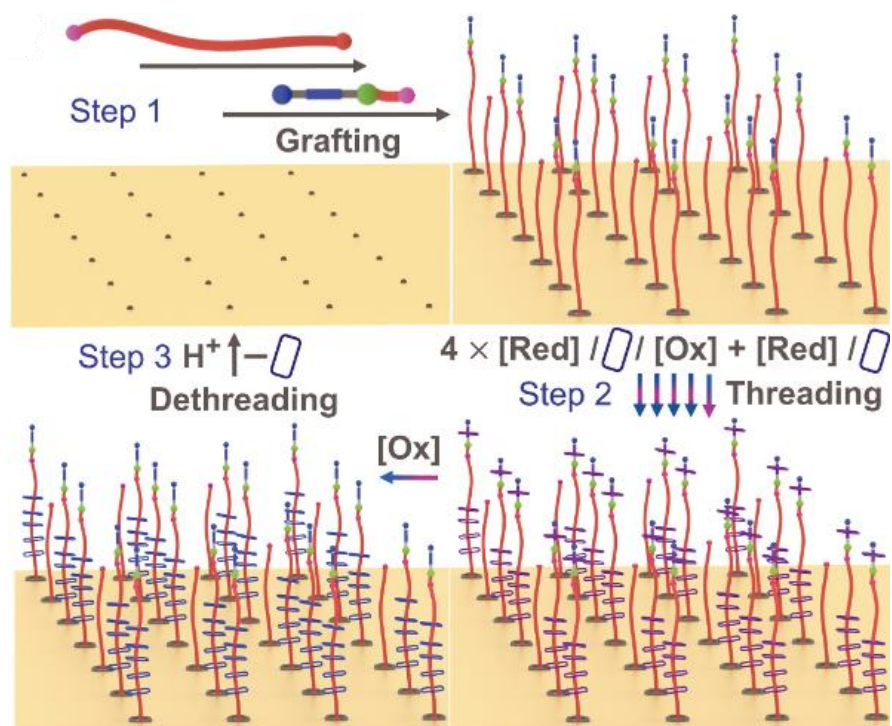 Step 1
Grafting
Step 3 H⁺ –
Dethreading
4 × [Red] / / [Ox] + [Red] /
Step 2 Threading
[Ox]